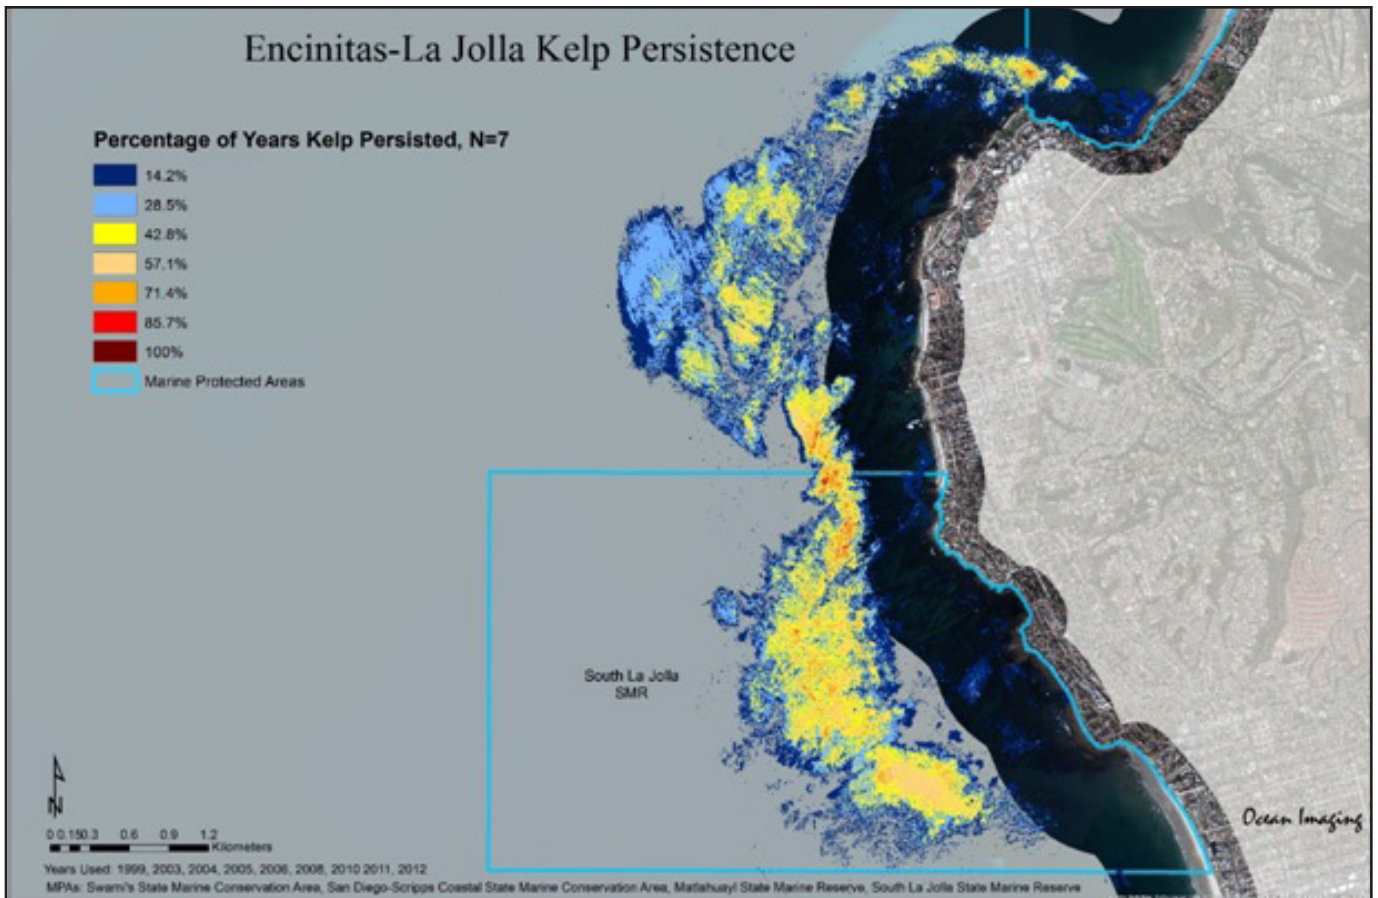 Encinitas-La Jolla Kelp Persistence
Percentage of Years Kelp Persisted, N=7
14.2%
28.5%
42.8%
57.1%
71.4%
85.7%
100%
Marine Protected Areas
South La Jolla
SMR
N
0 0.150.3 0.6 0.9 1.2
Kilometers
Ocean Imaging
Years Used: 1999, 2003, 2004, 2005, 2006, 2008, 2010 2011, 2012
MPAs: Swami's State Marine Conservation Area, San Diego-Scripps Coastal State Marine Conservation Area, Matlahuayl State Marine Reserve, South La Jolla State Marine Reserve